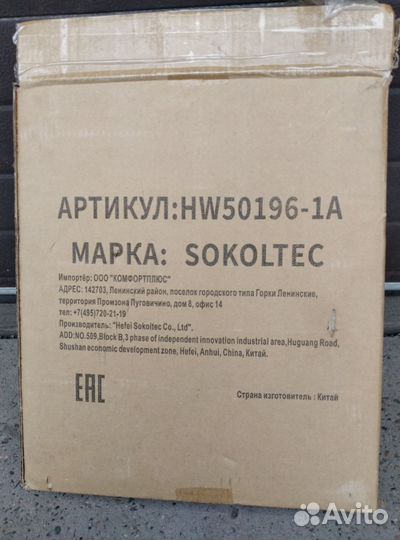 АРТИКУЛ:HW50196-1A
МАРКА: SOKOLTEC
Импортёр: ООО "КОМФОРТПЛЮС"
АДРЕС: 142703, Ленинский район, поселок городского типа Горки Ленинские,
территория Промзона Пуговичино, дом 8, офис 14
тел: +7(495)720-21-19
Производитель: "Hefei Sokoltec Co., Ltd".
ADD:NO.509,Block B,3 phase of independent innovation industrial area,Huguang Road,
Shushan economic development zone, Hefei, Anhui, China, Китай.
EAC
Страна изготовитель : Китай
Avito